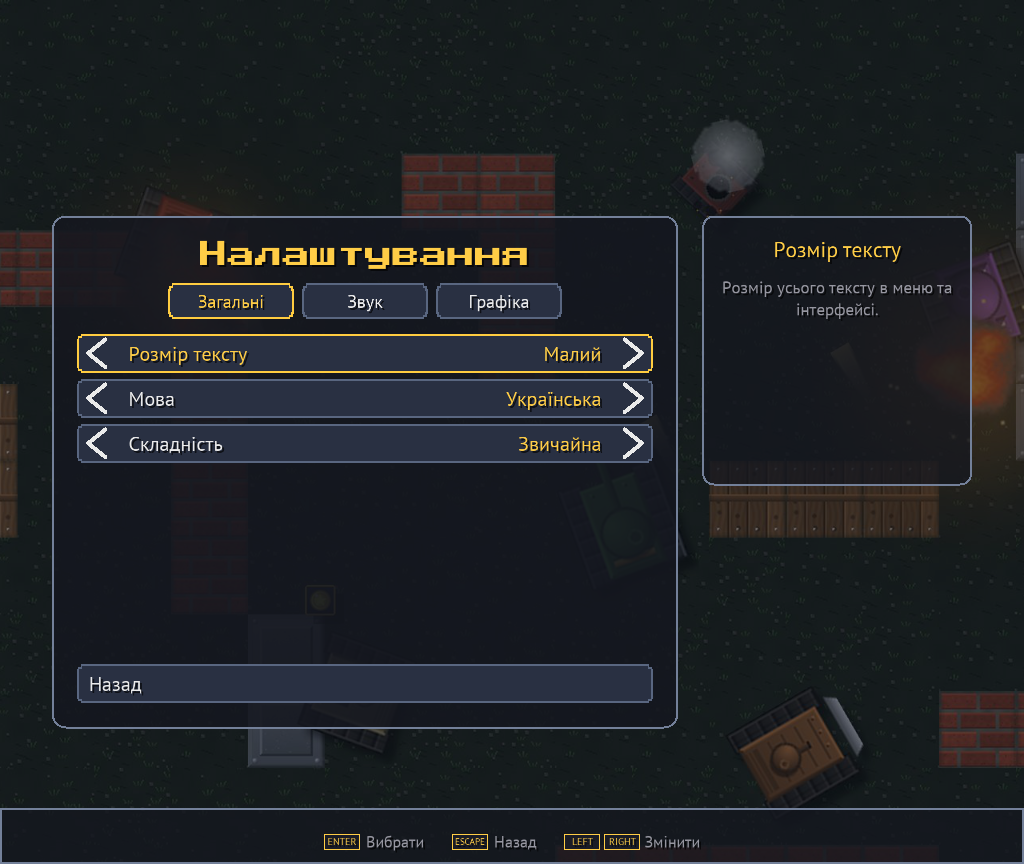 Налаштування
Загальні Звук Графіка
Розмір тексту Малий
Мова Українська
Складність Звичайна
Назад
Розмір тексту
Розмір усього тексту в меню та
інтерфейсі.
ENTER Вибрати ESCAPE Назад LEFT RIGHT Змінити